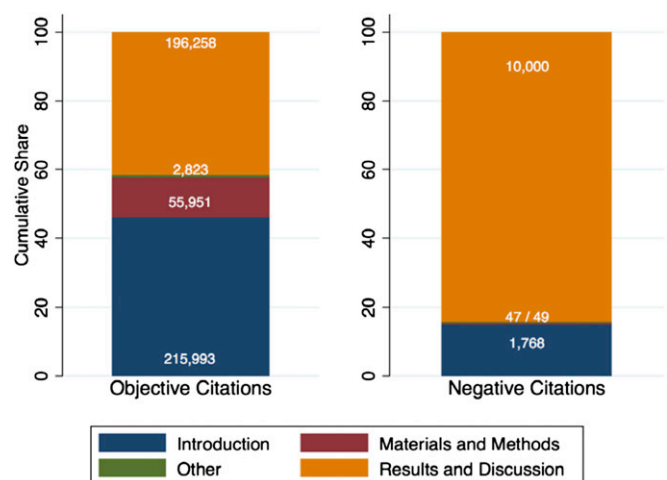 Cumulative Share
100
80
60
40
20
0
196,258
2,823
55,951
215,993
Objective Citations
100
80
60
40
20
0
10,000
47 / 49
1,768
Negative Citations
Introduction
Materials and Methods
Other
Results and Discussion